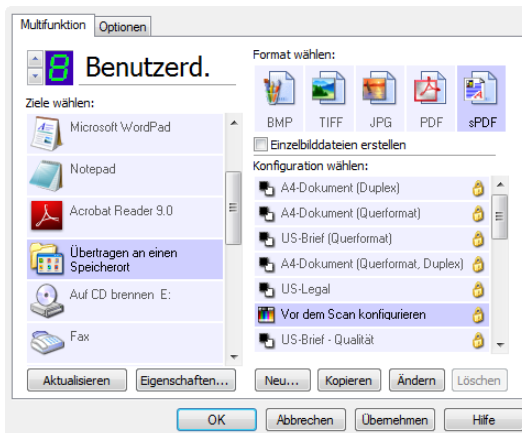 Multifunktion Optionen
8 Benutzerd.
Ziele wählen:
Microsoft WordPad
Notepad
Acrobat Reader 9.0
Übertragen an einen
Speicherort
Auf CD brennen E:
Fax
Aktualisieren Eigenschaften...
Format wählen:
BMP TIFF JPG PDF sPDF
Einzelbilddateien erstellen
Konfiguration wählen:
A4-Dokument (Duplex)
A4-Dokument (Querformat)
US-Brief (Querformat)
A4-Dokument (Querformat, Duplex)
US-Legal
Vor dem Scan konfigurieren
US-Brief - Qualität
Neu... Kopieren Ändern Löschen
OK Abbrechen Übernehmen Hilfe